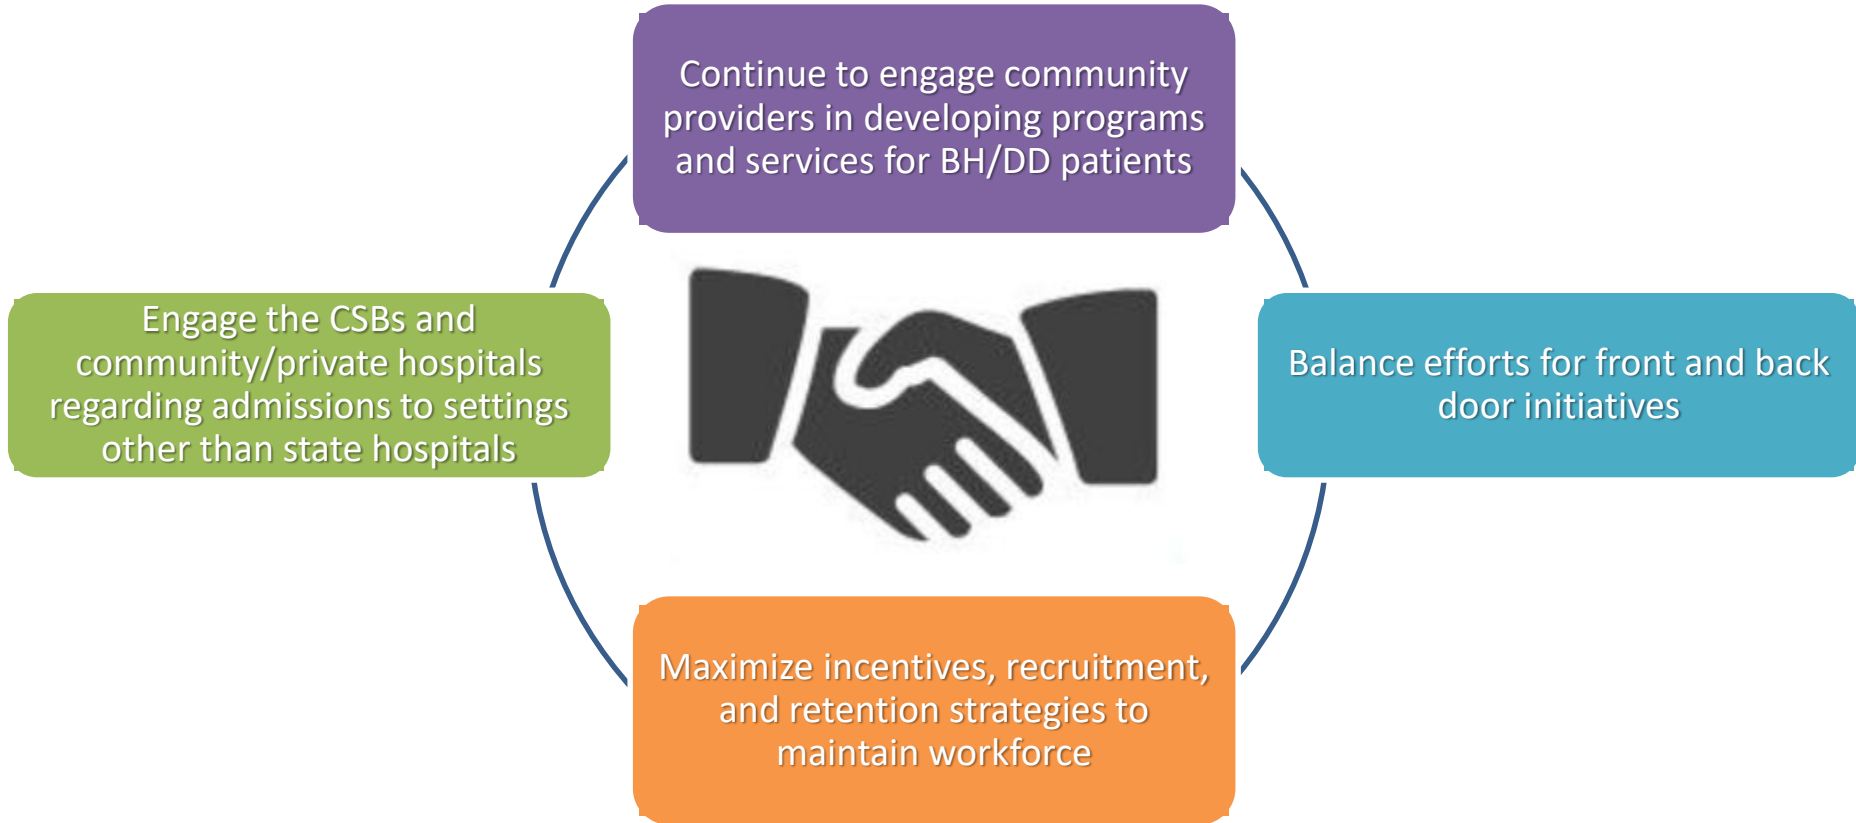 Continue to engage community
providers in developing programs
and services for BH/DD patients
Engage the CSBs and
community/private hospitals
regarding admissions to settings
other than state hospitals
Balance efforts for front and back
door initiatives
Maximize incentives, recruitment,
and retention strategies to
maintain workforce